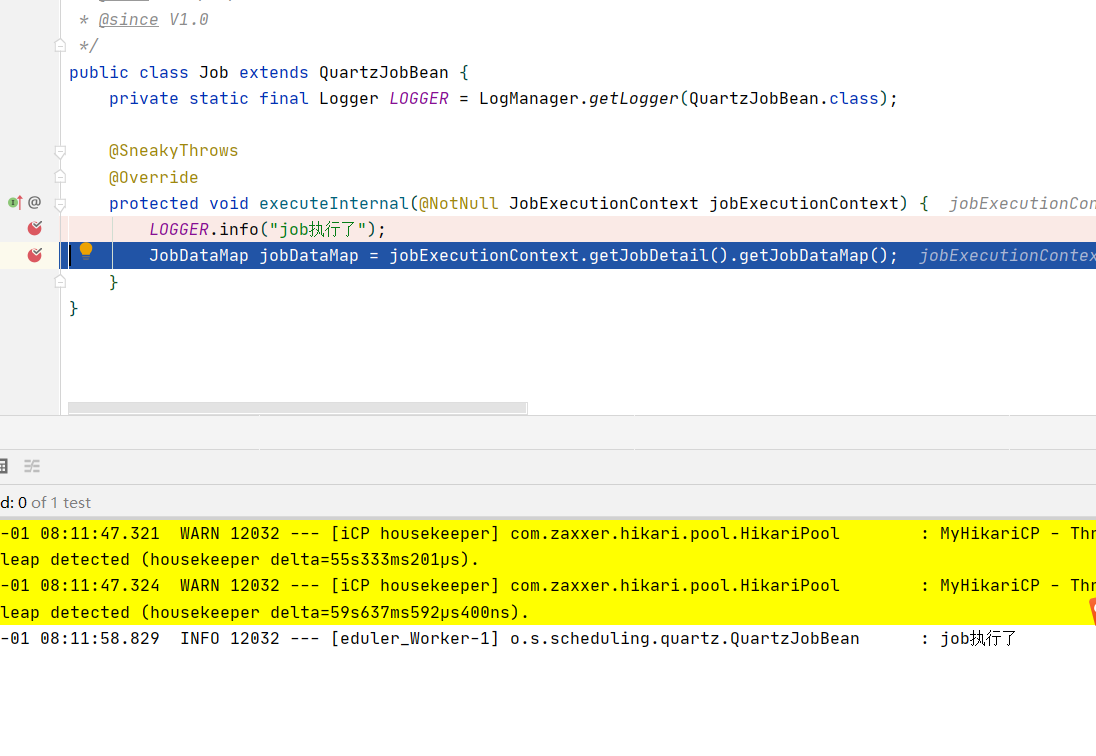 * @since V1.0
*/
public class Job extends QuartzJobBean {
private static final Logger LOGGER = LogManager.getLogger(QuartzJobBean.class);
@SneakyThrows
@Override
protected void executeInternal(@NotNull JobExecutionContext jobExecutionContext) { jobExecutionCon
LOGGER.info("job执行了");
JobDataMap jobDataMap = jobExecutionContext.getJobDetail().getJobDataMap(); jobExecutionContex
}
}
d: 0 of 1 test
-01 08:11:47.321  WARN 12032 --- [iCP housekeeper] com.zaxxer.hikari.pool.HikariPool        : MyHikariCP - Thr
leap detected (housekeeper delta=55s333ms201µs).
-01 08:11:47.324  WARN 12032 --- [iCP housekeeper] com.zaxxer.hikari.pool.HikariPool        : MyHikariCP - Thr
leap detected (housekeeper delta=59s637ms592µs400ns).
-01 08:11:58.829  INFO 12032 --- [eduler_Worker-1] o.s.scheduling.quartz.QuartzJobBean      : job执行了